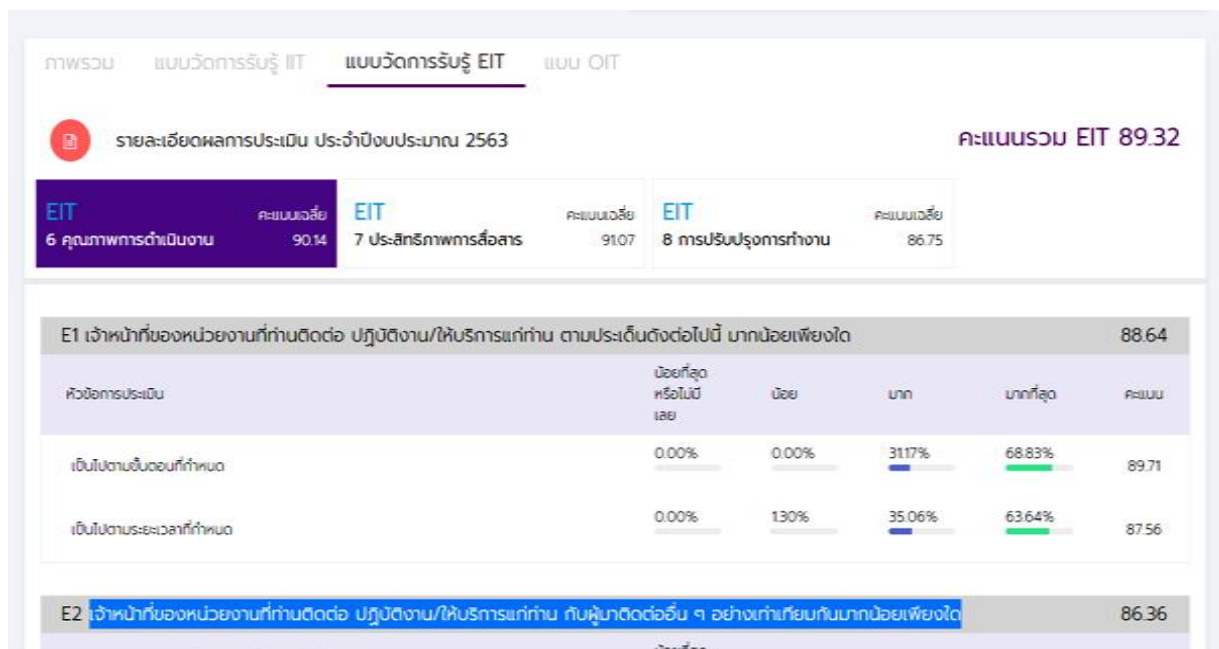 ภาพรวม แบบวัดการรับรู้ IIT แบบวัดการรับรู้ EIT แบบ OIT
รายละเอียดผลการประเมิน ประจำปีงบประมาณ 2563 คะแนนรวม EIT 89.32
EIT คะแนนเฉลี่ย EIT คะแนนเฉลี่ย EIT คะแนนเฉลี่ย
6 คุณภาพการดำเนินงาน 90.14 7 ประสิทธิภาพการสื่อสาร 91.07 8 การปรับปรุงการทำงาน 86.75
E1 เจ้าหน้าที่ของหน่วยงานที่ท่านติดต่อ ปฏิบัติงาน/ให้บริการแก่ท่าน ตามประเด็นดังต่อไปนี้ มากน้อยเพียงใด 88.64
หัวข้อการประเมิน น้อยที่สุดหรือไม่มีเลย น้อย มาก มากที่สุด คะแนน
เป็นไปตามขั้นตอนที่กำหนด 0.00% 0.00% 31.17% 68.83% 89.71
เป็นไปตามระยะเวลาที่กำหนด 0.00% 1.30% 35.06% 63.64% 87.56
E2 เจ้าหน้าที่ของหน่วยงานที่ท่านติดต่อ ปฏิบัติงาน/ให้บริการแก่ท่าน กับผู้มาติดต่ออื่น ๆ อย่างเท่าเทียมกันมากน้อยเพียงใด 86.36